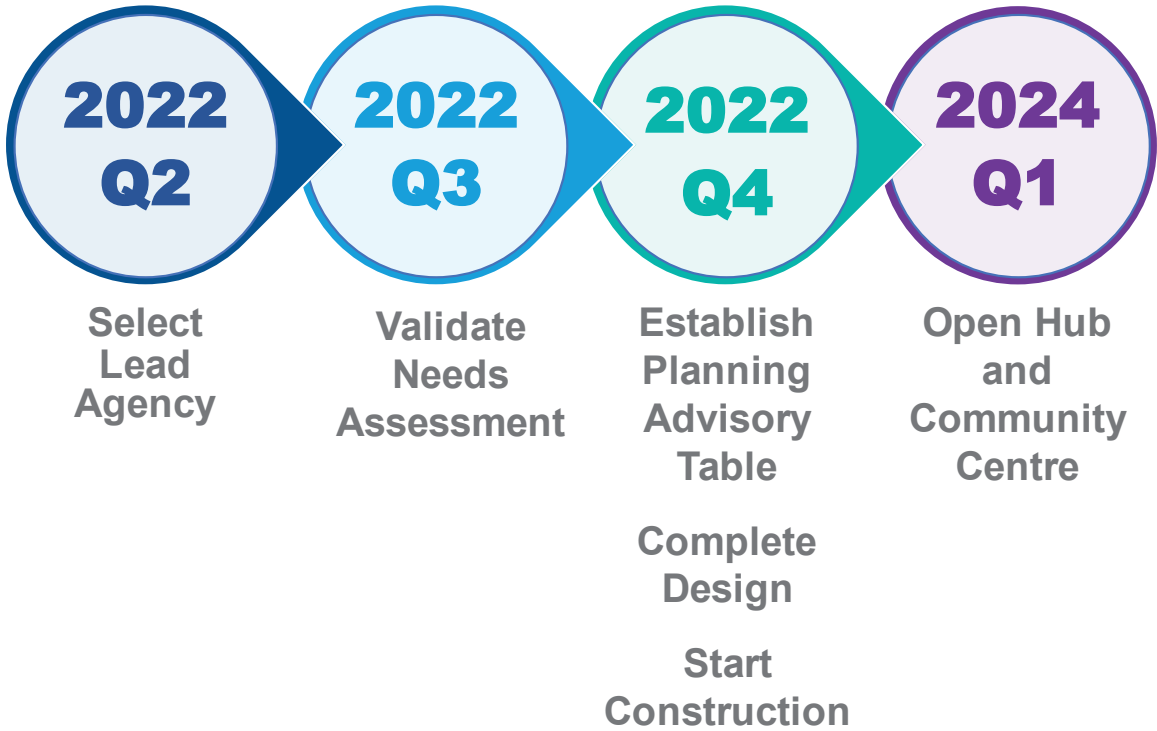 2022
Q2
Select
Lead
Agency
2022
Q3
Validate
Needs
Assessment
2022
Q4
Establish
Planning
Advisory
Table
Complete
Design
Start
Construction
2024
Q1
Open Hub
and
Community
Centre